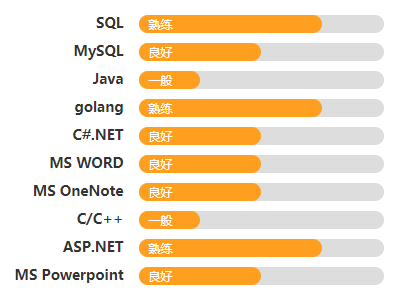 SQL 熟练
MySQL 良好
Java 一般
golang 熟练
C#.NET 良好
MS WORD 良好
MS OneNote 良好
C/C++ 一般
ASP.NET 熟练
MS Powerpoint 良好